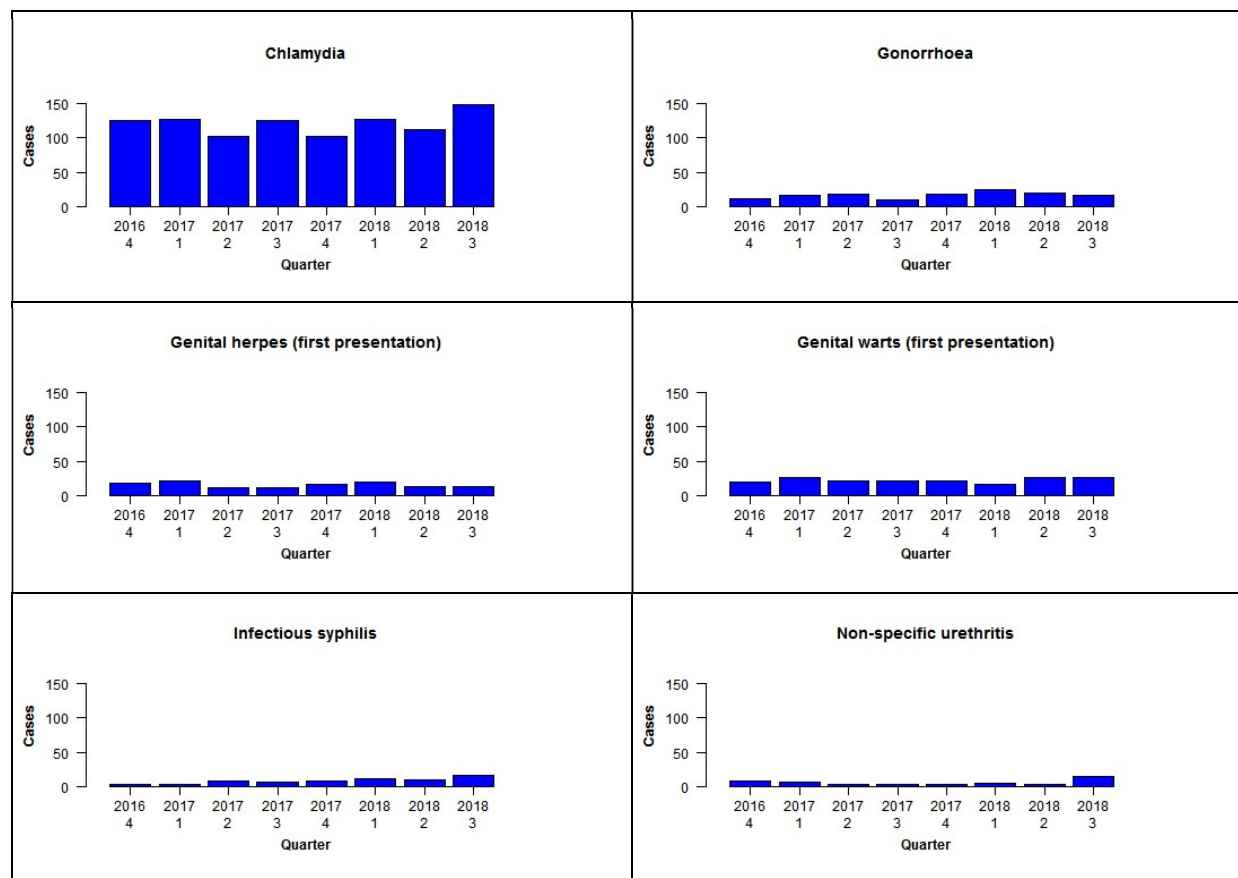 Chlamydia
150
100
50
0
Cases
2016 2017 2017 2017 2017 2018 2018 2018
4 1 2 3 4 1 2 3
Quarter
Gonorrhoea
150
100
50
0
Cases
2016 2017 2017 2017 2017 2018 2018 2018
4 1 2 3 4 1 2 3
Quarter
Genital herpes (first presentation)
150
100
50
0
Cases
2016 2017 2017 2017 2017 2018 2018 2018
4 1 2 3 4 1 2 3
Quarter
Genital warts (first presentation)
150
100
50
0
Cases
2016 2017 2017 2017 2017 2018 2018 2018
4 1 2 3 4 1 2 3
Quarter
Infectious syphilis
150
100
50
0
Cases
2016 2017 2017 2017 2017 2018 2018 2018
4 1 2 3 4 1 2 3
Quarter
Non-specific urethritis
150
100
50
0
Cases
2016 2017 2017 2017 2017 2018 2018 2018
4 1 2 3 4 1 2 3
Quarter